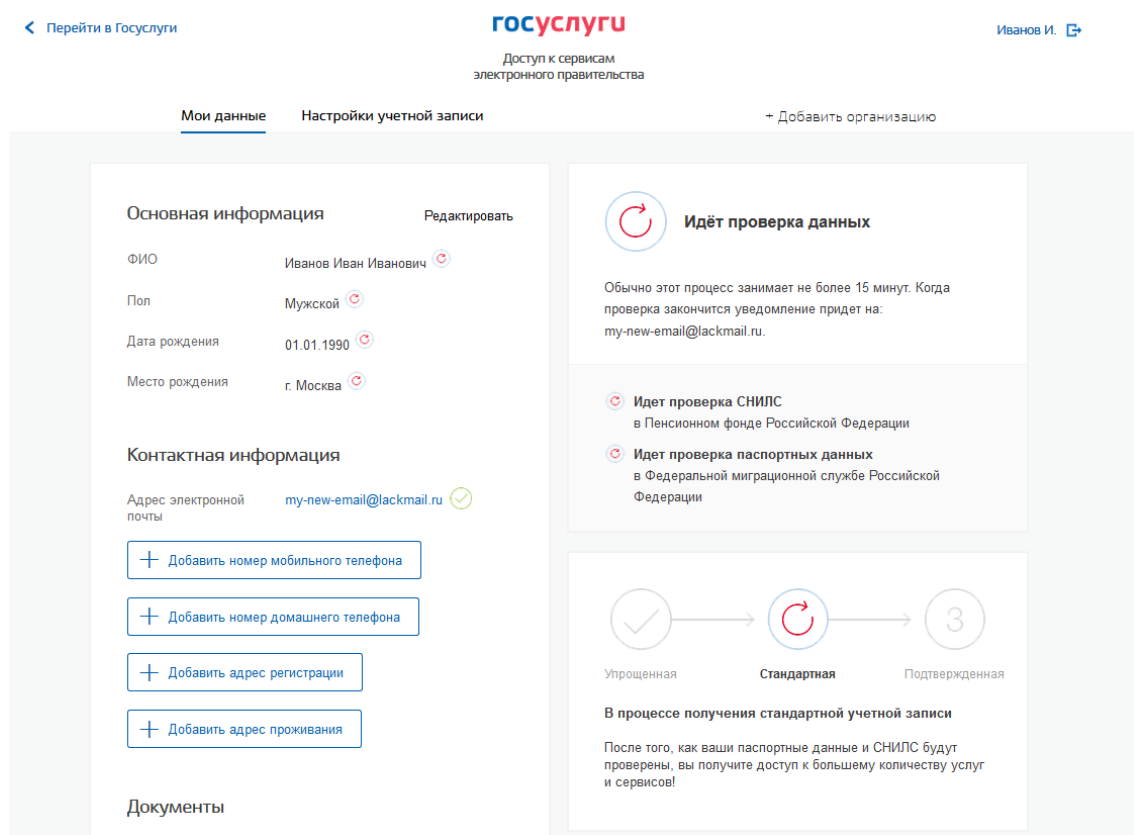 Перейти в Госуслуги
госуслуги
Иванов И.
Доступ к сервисам
электронного правительства
Мои данные
Настройки учетной записи
+ Добавить организацию
Основная информация
Редактировать
ФИО
Иванов Иван Иванович
Пол
Мужской
Дата рождения
01.01.1990
Место рождения
г. Москва
Контактная информация
Адрес электронной
почты
my-new-email@lackmail.ru
Добавить номер мобильного телефона
Добавить номер домашнего телефона
Добавить адрес регистрации
Добавить адрес проживания
Документы
Идёт проверка данных
Обычно этот процесс занимает не более 15 минут. Когда
проверка закончится уведомление придет на:
my-new-email@lackmail.ru.
Идет проверка СНИЛС
в Пенсионном фонде Российской Федерации
Идет проверка паспортных данных
в Федеральной миграционной службе Российской
Федерации
3
Упрощенная
Стандартная
Подтвержденная
В процессе получения стандартной учетной записи
После того, как ваши паспортные данные и СНИЛС будут
проверены, вы получите доступ к большему количеству услуг
и сервисов!